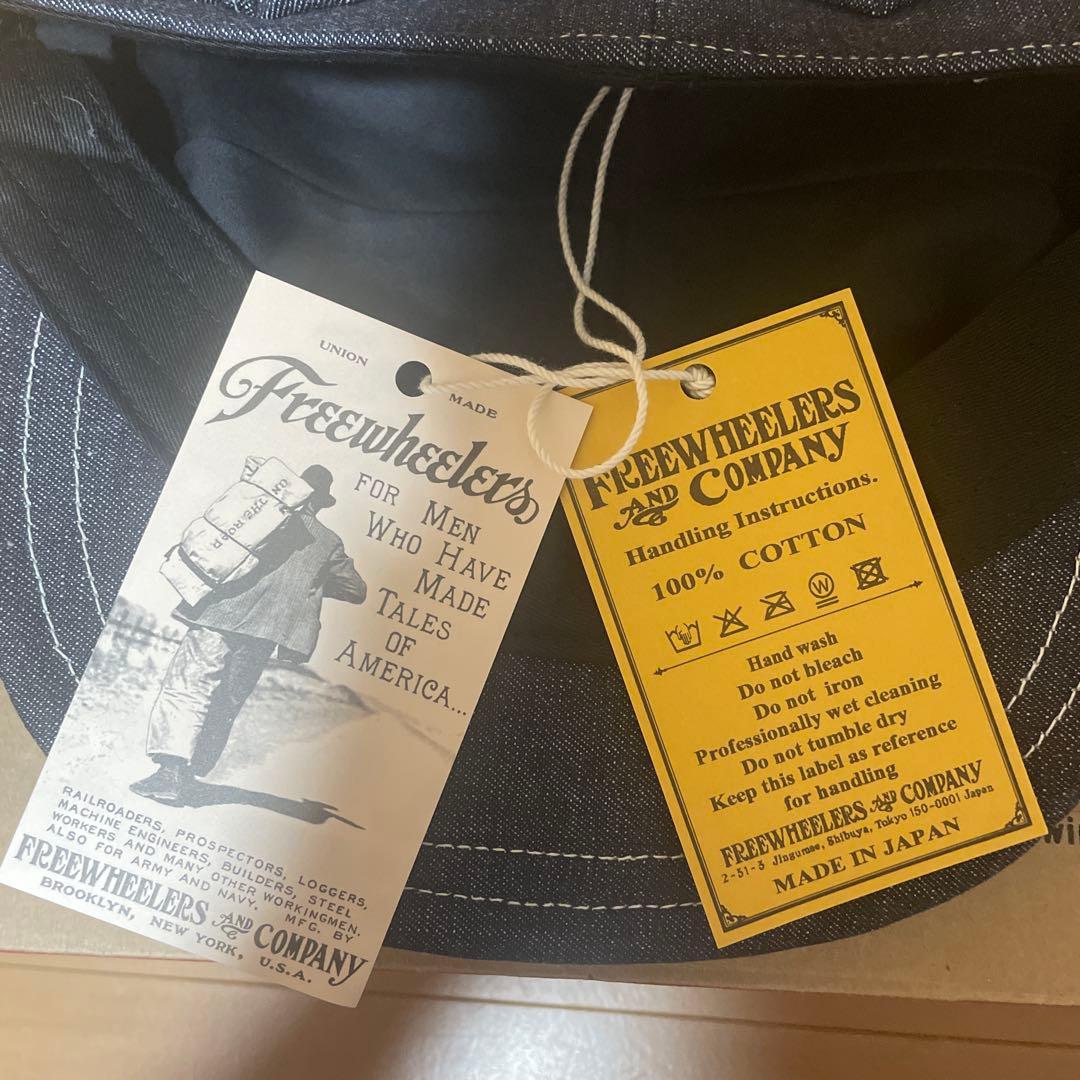 UNION MADE
Freewheelers
FOR MEN
WHO HAVE
MADE
TALES
OF
AMERICA...
ON
THE ROAD
RAILROADERS, PROSPECTORS, LOGGERS,
MACHINE ENGINEERS, BUILDERS, STEEL
WORKERS AND MANY OTHER WORKINGMEN.
ALSO FOR ARMY AND NAVY. MFG. BY
FREEWHEELERS AND COMPANY
BROOKLYN, NEW YORK, U.S.A.
FREEWHEELERS
AND COMPANY
Handling Instructions.
100% COTTON
W
Hand wash
Do not bleach
Do not iron
Professionally wet cleaning
Do not tumble dry
Keep this label as reference
for handling
FREEWHEELERS AND COMPANY
2-51-3 Jingumae, Shibuya, Tokyo 150-0001 Japan
MADE IN JAPAN